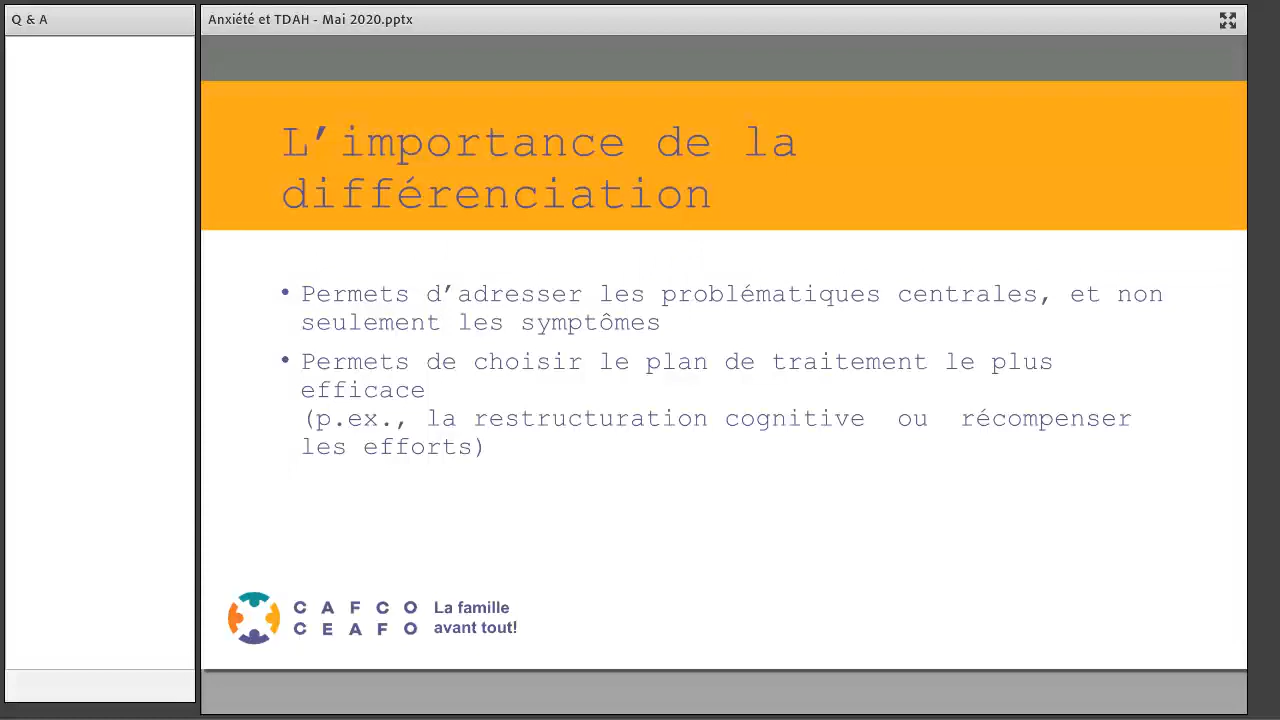 Q & A
Anxiété et TDAH - Mai 2020.pptx
L’importance de la
différenciation
• Permets d’adresser les problématiques centrales, et non
seulement les symptômes
• Permets de choisir le plan de traitement le plus
efficace
(p.ex., la restructuration cognitive ou récompenser
les efforts)
CAFCO La famille
CEAFO avant tout!